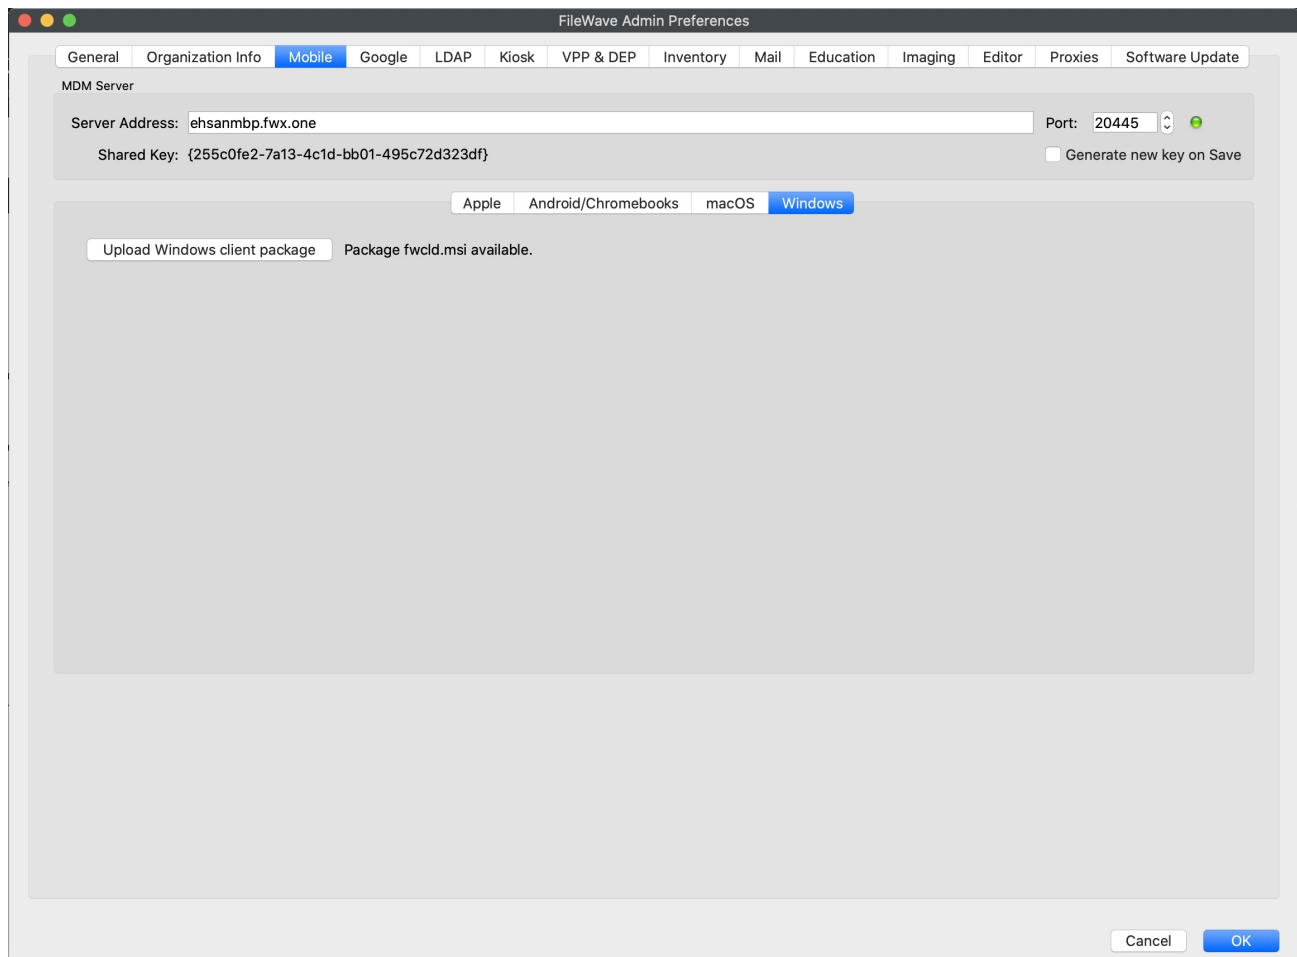 FileWave Admin Preferences
General Organization Info Mobile Google LDAP Kiosk VPP & DEP Inventory Mail Education Imaging Editor Proxies Software Update
MDM Server
Server Address: ehsanmbp.fwx.one Port: 20445
Shared Key: {255c0fe2-7a13-4c1d-bb01-495c72d323df} Generate new key on Save
Apple Android/Chromebooks macOS Windows
Upload Windows client package Package fwcld.msi available.
Cancel OK